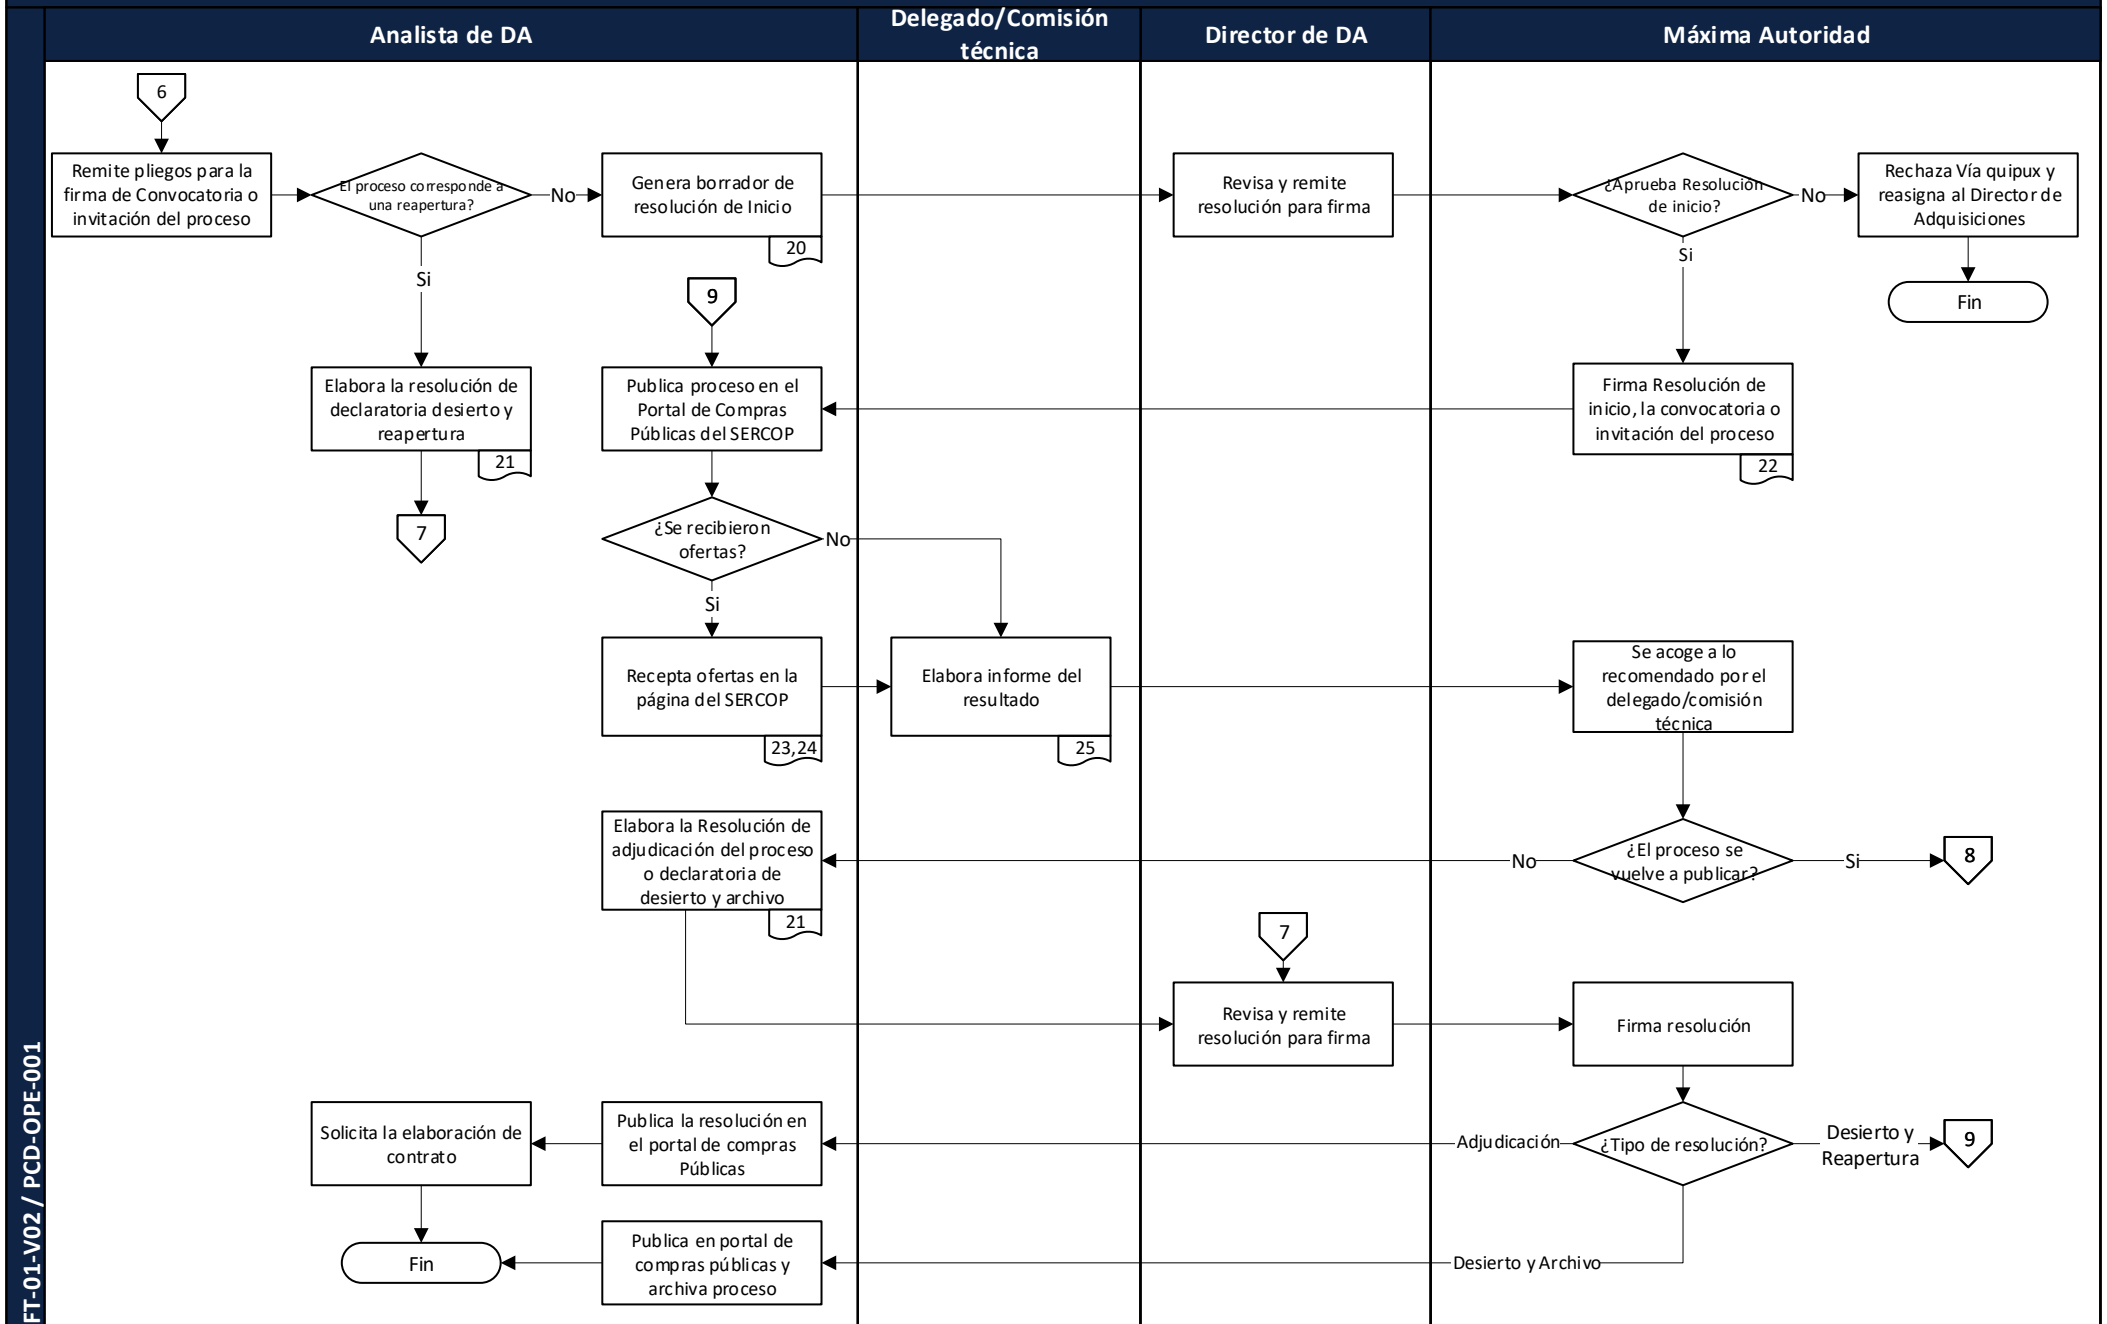 Analista de DA
Delegado/Comisión
técnica
Director de DA
Máxima Autoridad
6
Remite pliegos para la
firma de Convocatoria o
invitación del proceso
El proceso corresponde a
una reapertura?
No
Genera borrador de
resolución de Inicio
20
Revisa y remite
resolución para firma
¿Aprueba Resolución
de inicio?
No
Rechaza Vía quipux y
reasigna al Director de
Adquisiciones
Fin
Si
Si
9
Elabora la resolución de
declaratoria desierto y
reapertura
21
7
Publica proceso en el
Portal de Compras
Públicas del SERCOP
Firma Resolución de
inicio, la convocatoria o
invitación del proceso
22
¿Se recibieron
ofertas?
No
Si
Recepta ofertas en la
página del SERCOP
23,24
Elabora informe del
resultado
25
Se acoge a lo
recomendado por el
delegado/comisión
técnica
Elabora la Resolución de
adjudicación del proceso
o declaratoria de
desierto y archivo
21
No
¿El proceso se
vuelve a publicar?
Si
8
7
Revisa y remite
resolución para firma
Firma resolución
Solicita la elaboración de
contrato
Publica la resolución en
el portal de compras
Públicas
Adjudicación
¿Tipo de resolución?
Desierto y
Reapertura
9
Fin
Publica en portal de
compras públicas y
archiva proceso
Desierto y Archivo
FT-01-V02 / PCD-OPE-001